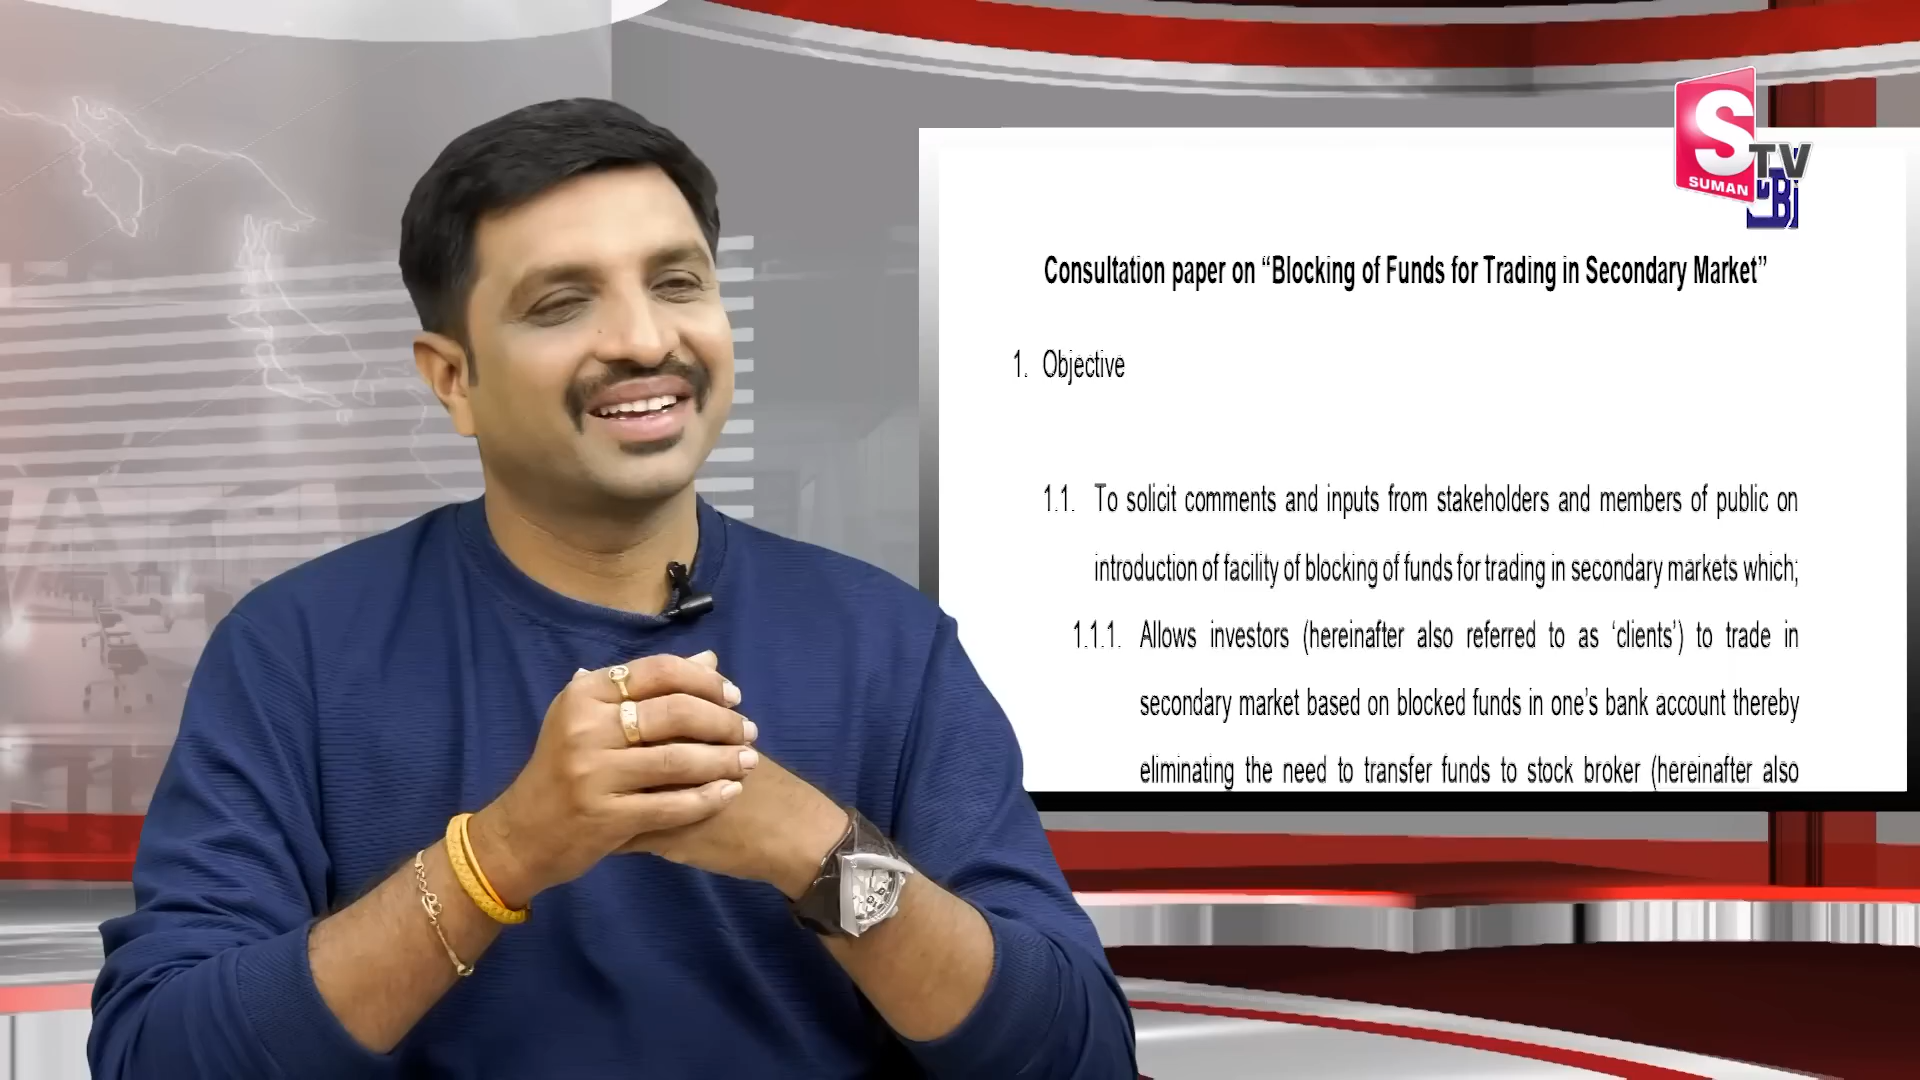 S
TV
SUMAN
Consultation paper on “Blocking of Funds for Trading in Secondary Market”
1. Objective
1.1. To solicit comments and inputs from stakeholders and members of public on
introduction of facility of blocking of funds for trading in secondary markets which;
1.1.1. Allows investors (hereinafter also referred to as ‘clients’) to trade in
secondary market based on blocked funds in one’s bank account thereby
eliminating the need to transfer funds to stock broker (hereinafter also